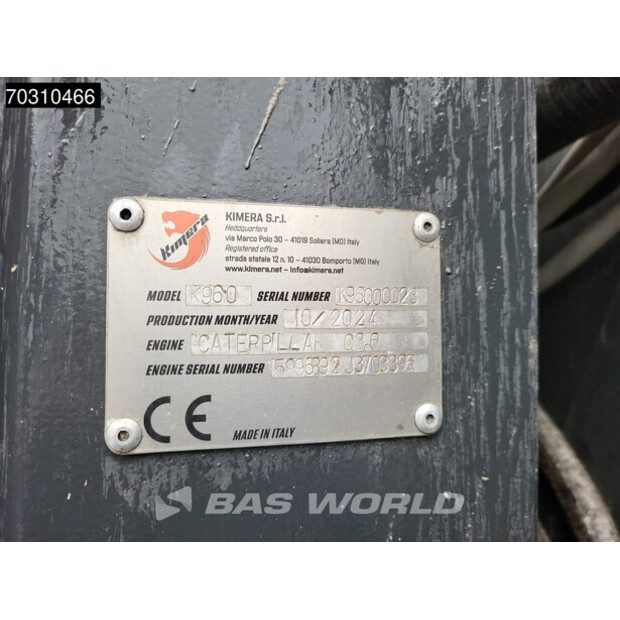 70310466
Kimera
KIMERA S.r.l.
Headquarters
via Marco Polo 30 – 41019 Soliera (MO) Italy
Registered office
strada statale 12 n. 10 – 41030 Bomporto (MO) Italy
www.kimera.net – info@kimera.net
MODEL K960 SERIAL NUMBER K96000023
PRODUCTION MONTH/YEAR 10/2024
ENGINE CATERPILLAR
ENGINE SERIAL NUMBER
CE
MADE IN ITALY
BAS WORLD